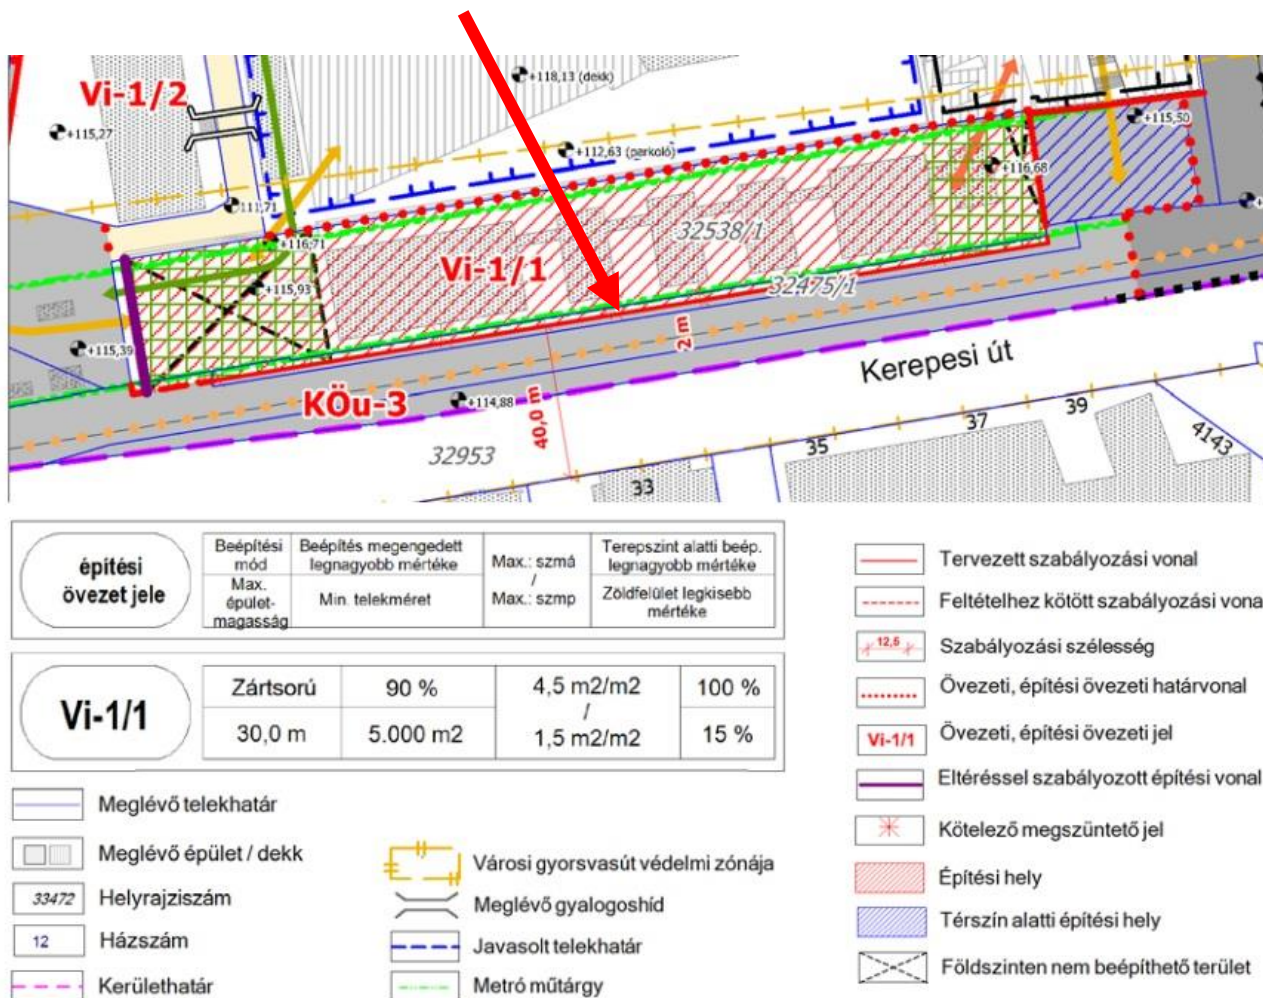 +118,13 (dekk)
Vi-1/2
+115,27
+115,50
+112,63 (parkoló)
+116,68
111,71
32538/1
+116,71
Vi-1/1
+115,93
32475/1
2 m
+115,39
Kerepesi út
KÖu-3
+114,88
40,0 m
39
37
35
4143
32953
33
építési
övezet jele
Beépítési
mód
Beépítés megengedett
legnagyobb mértéke
Max.: szmá
/
Max.: szmp
Terepszint alatti beép.
legnagyobb mértéke
Max.
épület-
magasság
Min. telekméret
Zöldfelület legkisebb
mértéke
Vi-1/1
Zártsorú
90 %
4,5 m2/m2
/
1,5 m2/m2
100 %
30,0 m
5.000 m2
15 %
Meglévő telekhatár
Meglévő épület / dekk
33472
Helyrajziszám
12
Házszám
Kerülethatár
Városi gyorsvasút védelmi zónája
Meglévő gyalogoshíd
Javasolt telekhatár
Metró műtárgy
Tervezett szabályozási vonal
Feltételhez kötött szabályozási vona
12,5
Szabályozási szélesség
Övezeti, építési övezeti határvonal
Vi-1/1
Övezeti, építési övezeti jel
Eltéréssel szabályozott építési vonal
Kötelező megszüntető jel
Építési hely
Térszín alatti építési hely
Földszinten nem beépíthető terület